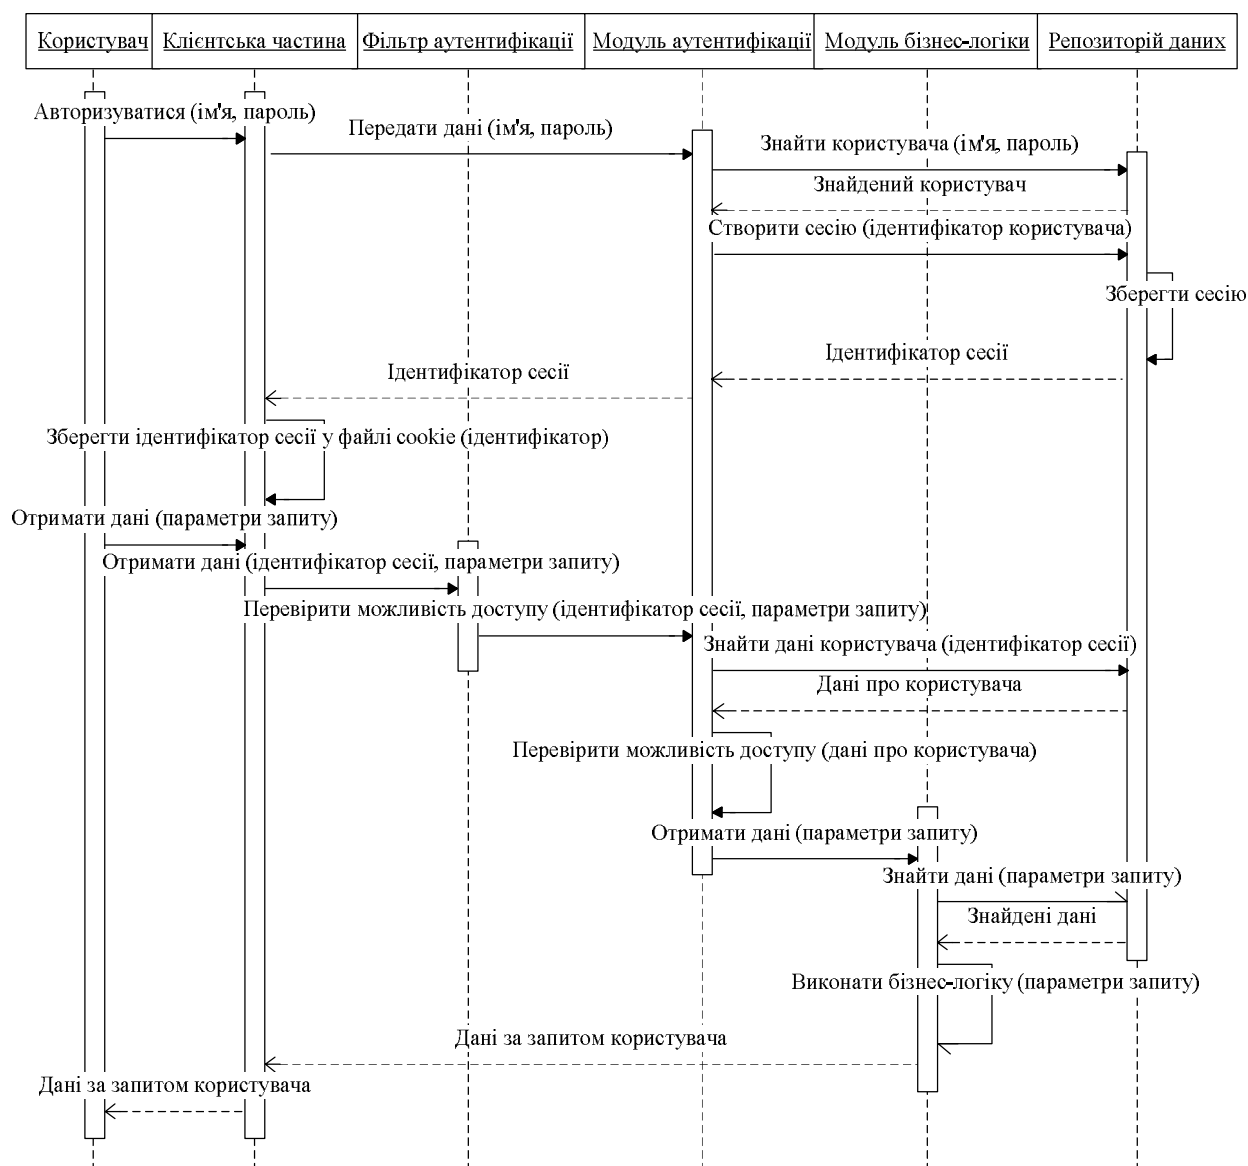 Користувач
Клієнтська частина
Фільтр аутентифікації
Модуль аутентифікації
Модуль бізнес-логіки
Репозиторій даних
Авторизуватися (ім'я, пароль)
Передати дані (ім'я, пароль)
Знайти користувача (ім'я, пароль)
Знайдений користувач
Створити сесію (ідентифікатор користувача)
Зберегти сесію
Ідентифікатор сесії
Ідентифікатор сесії
Зберегти ідентифікатор сесії у файлі cookie (ідентифікатор)
Отримати дані (параметри запиту)
Отримати дані (ідентифікатор сесії, параметри запиту)
Перевірити можливість доступу (ідентифікатор сесії, параметри запиту)
Знайти дані користувача (ідентифікатор сесії)
Дані про користувача
Перевірити можливість доступу (дані про користувача)
Отримати дані (параметри запиту)
Знайти дані (параметри запиту)
Знайдені дані
Виконати бізнес-логіку (параметри запиту)
Дані за запитом користувача
Дані за запитом користувача